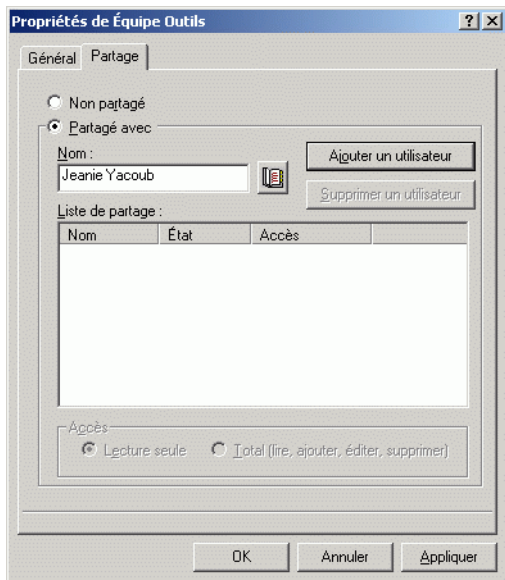 Propriétés de Équipe Outils
Général Partage
Non partagé
Partagé avec
Nom :
Jeanie Yacoub
Ajouter un utilisateur
Supprimer un utilisateur
Liste de partage :
Nom État Accès
Accès
Lecture seule Total (lire, ajouter, éditer, supprimer)
OK Annuler Appliquer